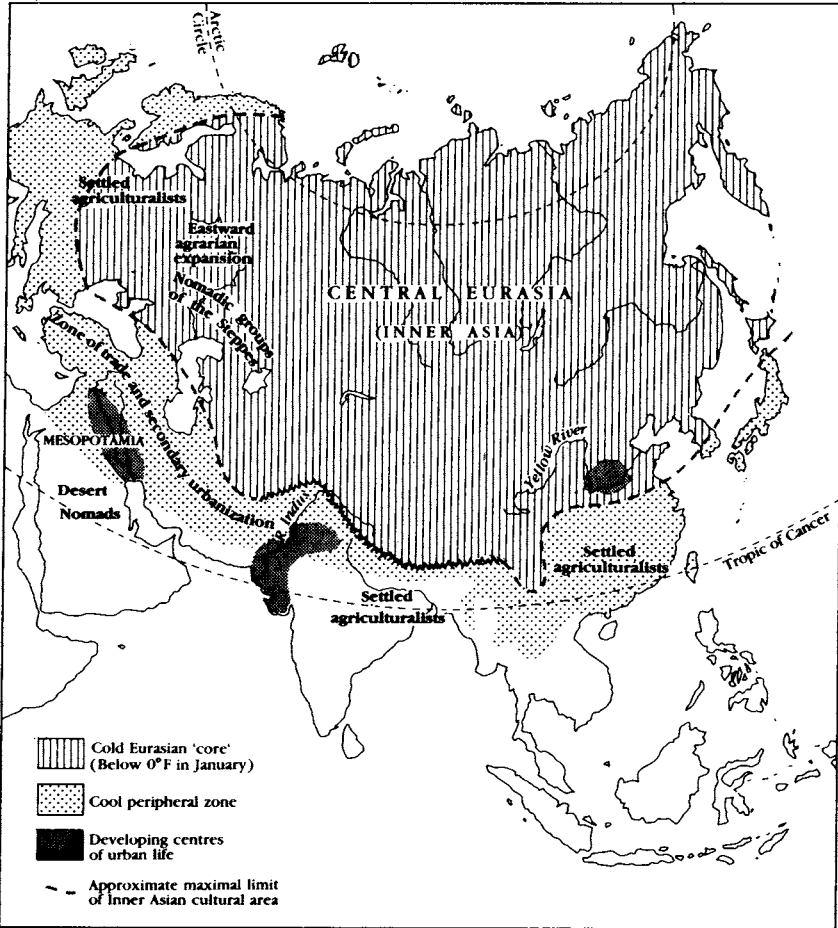 Arctic
Circle
Settled
agriculturalists
Eastward
agrarian
expansion
Nomadic groups
of the Steppes
CENTRAL EURASIA
(INNER ASIA)
Zone of trade and secondary urbanization
MESOPOTAMIA
Desert
Nomads
R. Indus
Yellow River
Settled
agriculturalists
Settled
agriculturalists
Tropic of Cancer
Cold Eurasian 'core'
(Below 0°F in January)
Cool peripheral zone
Developing centres
of urban life
Approximate maximal limit
of Inner Asian cultural area